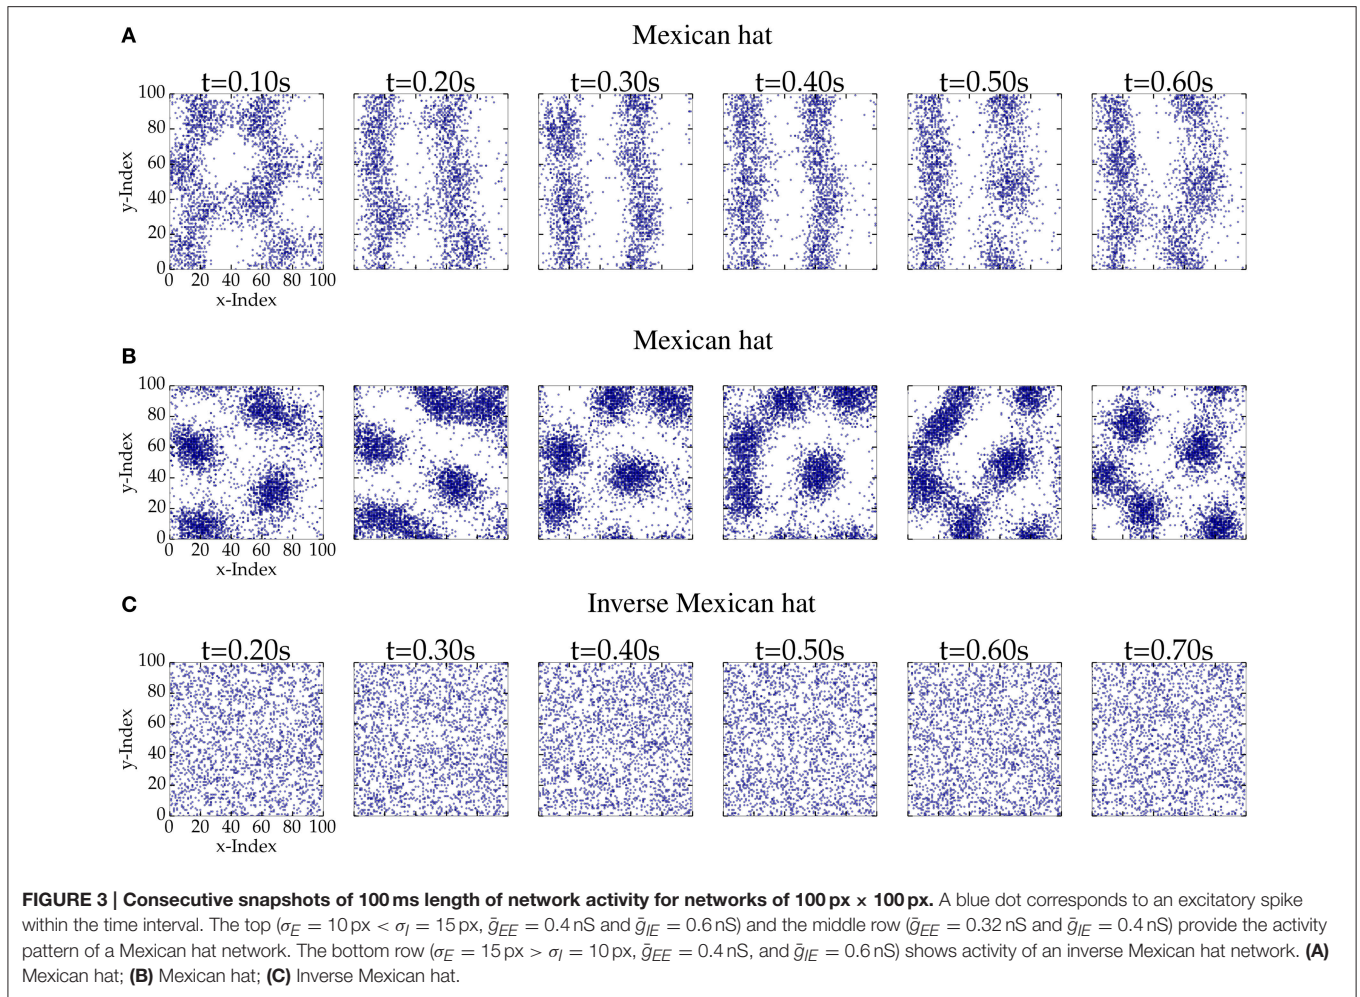 A
Mexican hat
t=0.10s t=0.20s t=0.30s t=0.40s t=0.50s t=0.60s
100
80
60
40
20
0
y-Index
0 20 40 60 80 100
x-Index
B
Mexican hat
100
80
60
40
20
0
y-Index
0 20 40 60 80 100
x-Index
C
Inverse Mexican hat
t=0.20s t=0.30s t=0.40s t=0.50s t=0.60s t=0.70s
100
80
60
40
20
0
y-Index
0 20 40 60 80 100
x-Index
FIGURE 3 | Consecutive snapshots of 100 ms length of network activity for networks of 100 px × 100 px. A blue dot corresponds to an excitatory spike
within the time interval. The top (σ_E = 10 px < σ_I = 15 px, ḡ_EE = 0.4 nS and ḡ_IE = 0.6 nS) and the middle row (ḡ_EE = 0.32 nS and ḡ_IE = 0.4 nS) provide the activity
pattern of a Mexican hat network. The bottom row (σ_E = 15 px > σ_I = 10 px, ḡ_EE = 0.4 nS, and ḡ_IE = 0.6 nS) shows activity of an inverse Mexican hat network. (A)
Mexican hat; (B) Mexican hat; (C) Inverse Mexican hat.